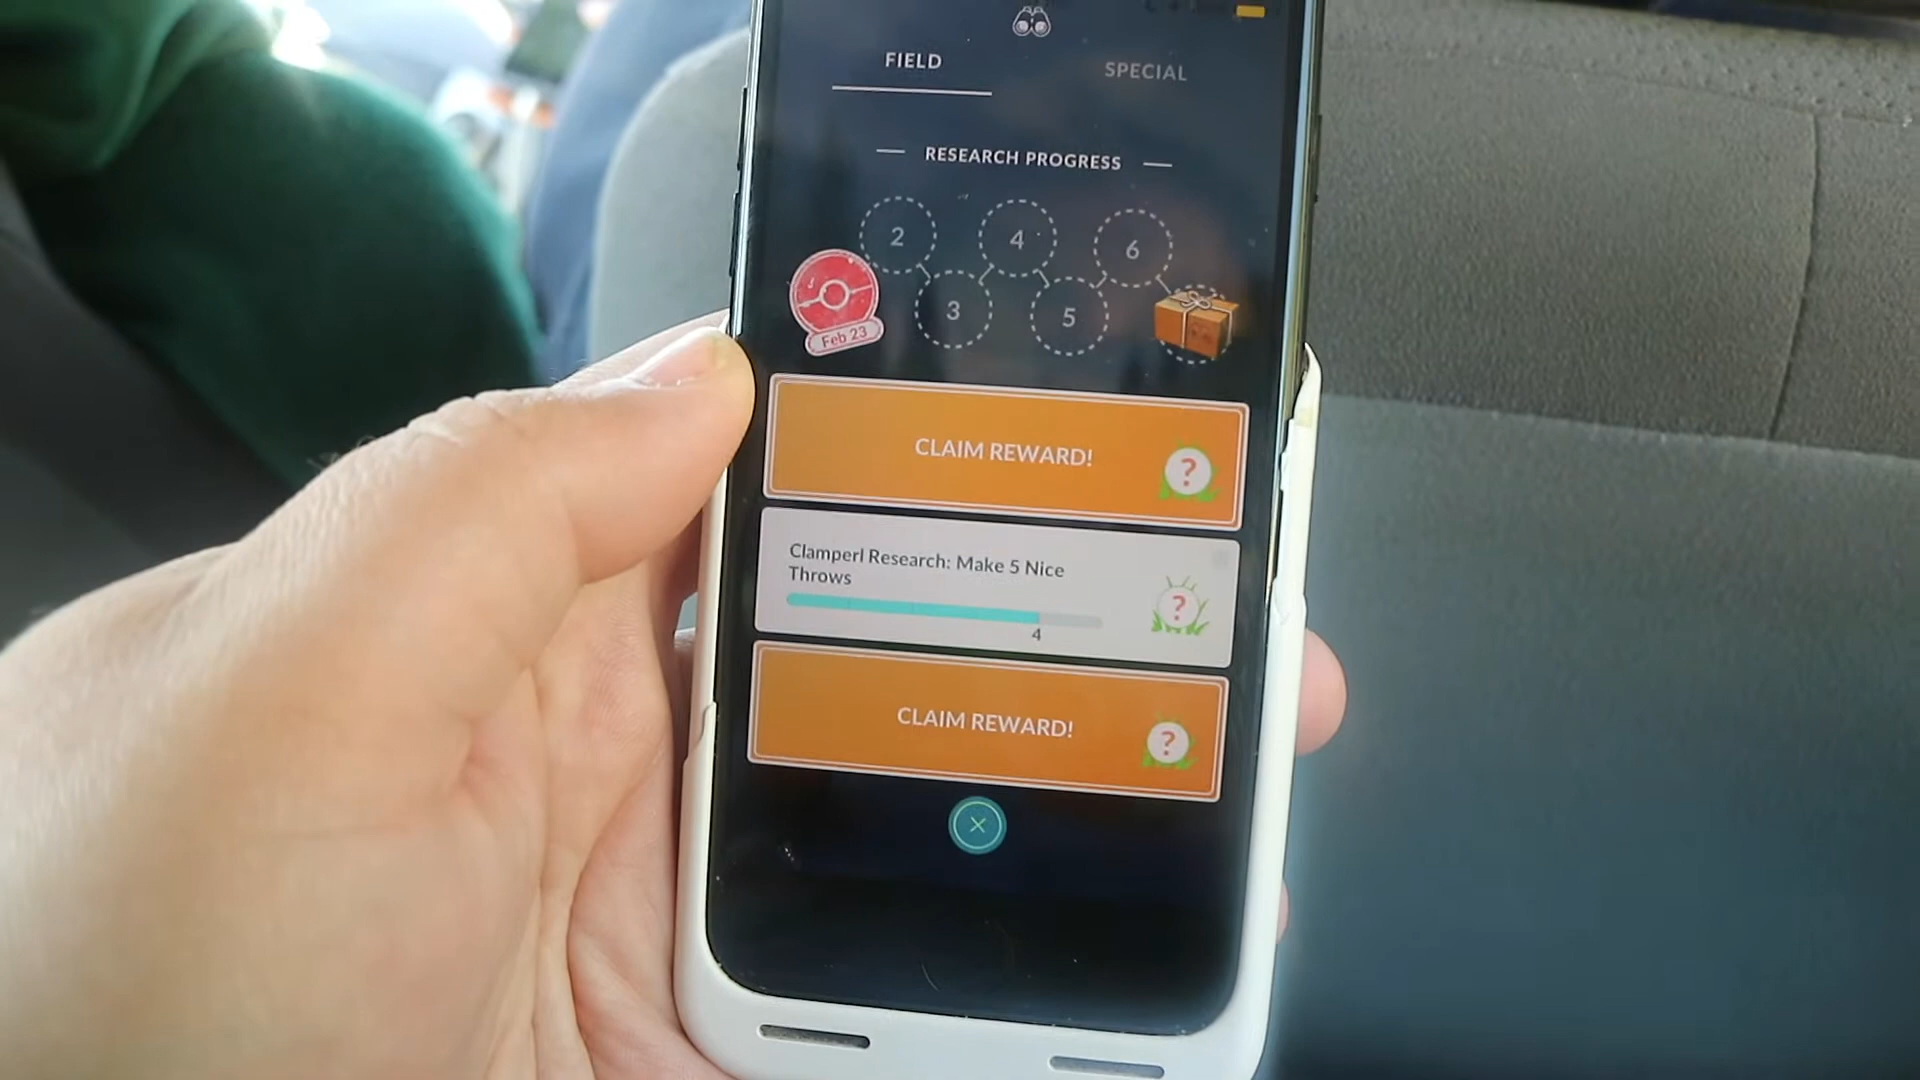 FIELD
SPECIAL
RESEARCH PROGRESS
2
4
6
3
5
Feb 23
CLAIM REWARD!
?
Clamperl Research: Make 5 Nice
Throws
?
4
CLAIM REWARD!
?